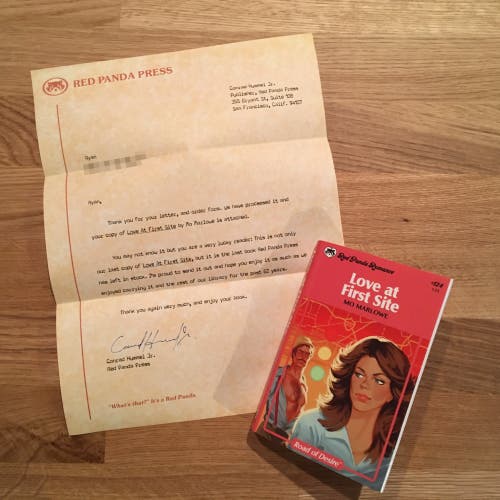 RED PANDA PRESS
Conrad Hummel Jr.
Publisher, Red Panda Press
355 Bryant St, Suite 108
San Francisco, Calif. 94107
Ryan
Ryan,
Thank you for your letter, and order form. We have processed it and
your copy of Love At First Site by Mo Marlowe is attached.
You may not know it but you are a very lucky reader! This is not only
our last copy of Love At First Site, but it is the last book Red Panda Press
has left in stock. I'm proud to send it out and hope you enjoy it as much as we
enjoyed carrying it and the rest of our library for the past 62 years.
Thank you again very much, and enjoy your book.
Conrad Hummel Jr.
Red Panda Press
"What's that?" It's a Red Panda.
Red Panda Romance
Love at
First Site
MO MARLOWE
Road of Desire